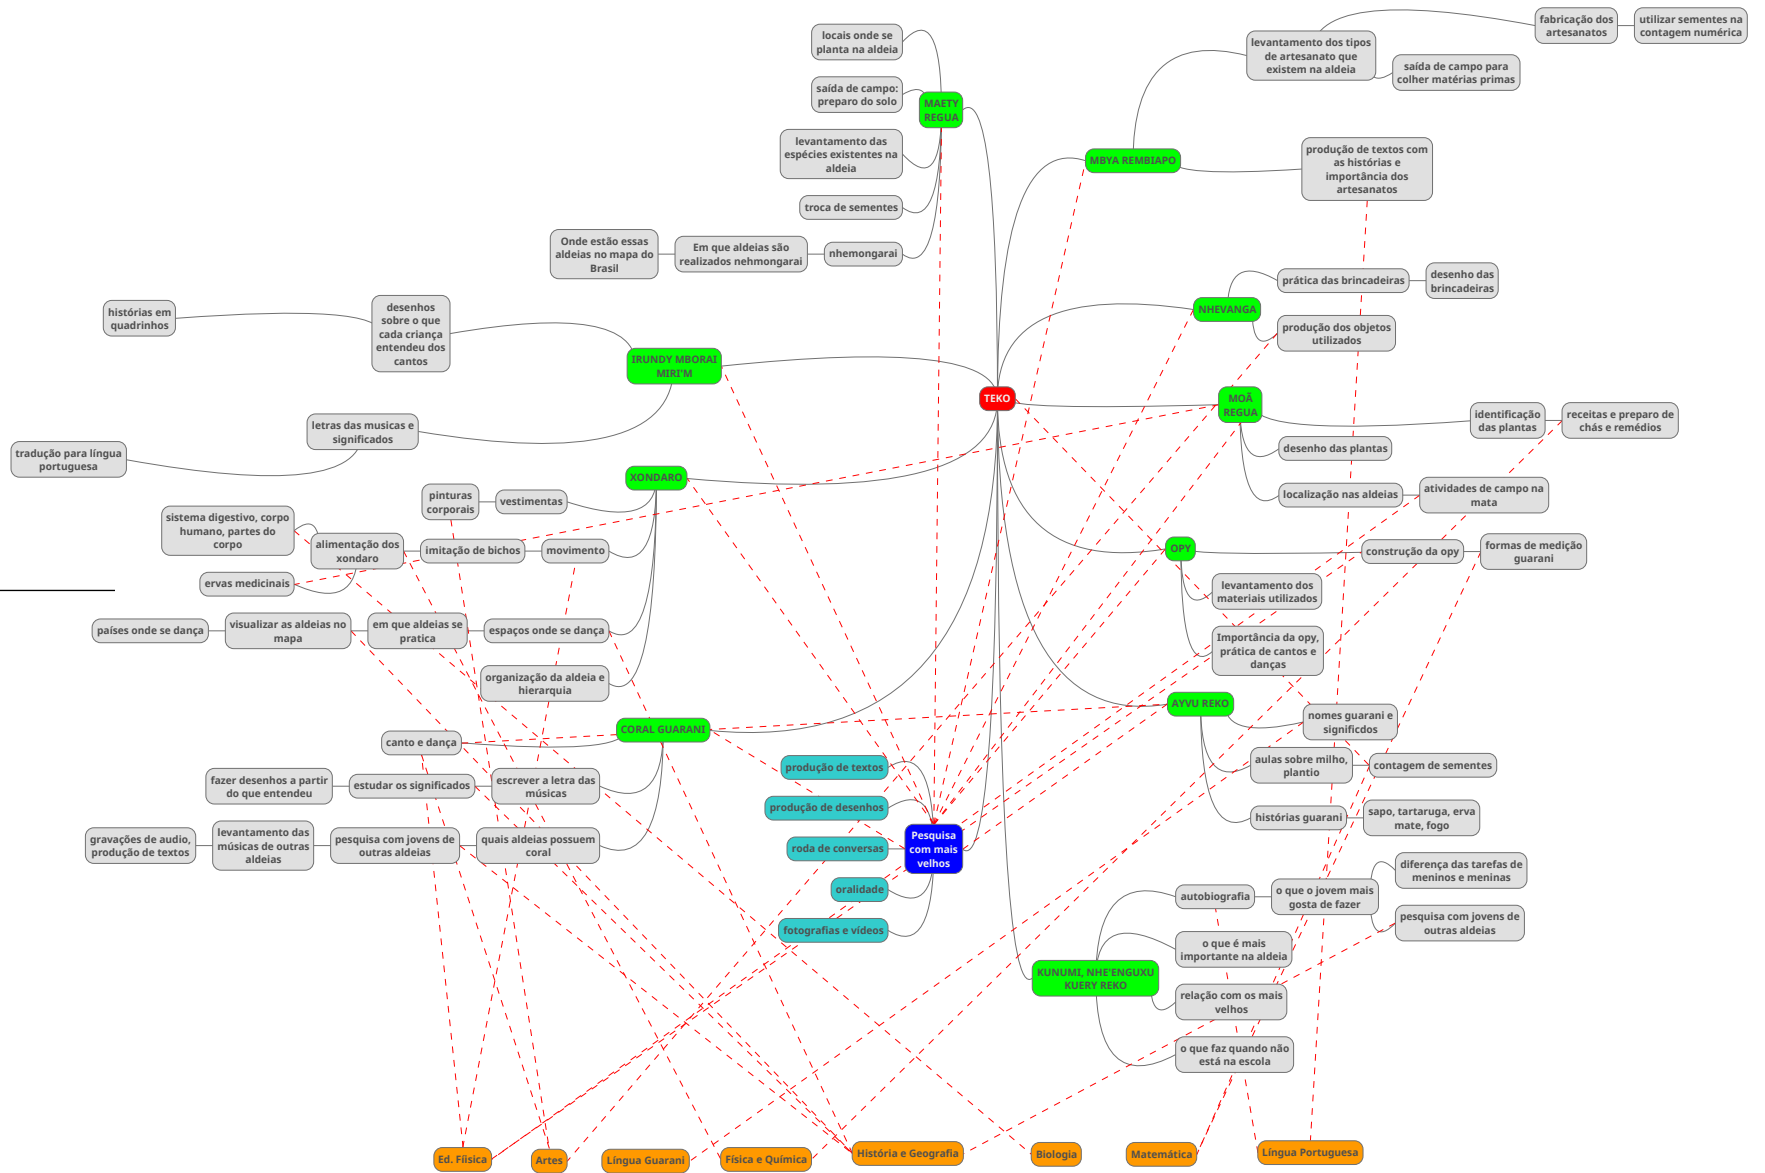 locais onde se
planta na aldeia
saída de campo:
preparo do solo
MAETY
REGUA
levantamento das
espécies existentes na
aldeia
troca de sementes
Onde estão essas
aldeias no mapa do
Brasil
Em que aldeias são
realizados nehmongarai
nhemongarai
fabricação dos
artesanatos
utilizar sementes na
contagem numérica
levantamento dos tipos
de artesanato que
existem na aldeia
saída de campo para
colher matérias primas
MBYA REMBIAPO
produção de textos com
as histórias e
importância dos
artesanatos
prática das brincadeiras
desenho das
brincadeiras
NHEVANGA
produção dos objetos
utilizados
histórias em
quadrinhos
desenhos
sobre o que
cada criança
entendeu dos
cantos
IRUNDY MBORAI
MIRI'M
letras das musicas e
significados
tradução para língua
portuguesa
TEKO
MOÃ
REGUA
identificação
das plantas
receitas e preparo de
chás e remédios
desenho das plantas
localização nas aldeias
atividades de campo na
mata
XONDARO
pinturas
corporais
vestimentas
sistema digestivo, corpo
humano, partes do
corpo
alimentação dos
xondaro
imitação de bichos
movimento
ervas medicinais
países onde se dança
visualizar as aldeias no
mapa
em que aldeias se
pratica
espaços onde se dança
organização da aldeia e
hierarquia
OPY
construção da opy
formas de medição
guarani
levantamento dos
materiais utilizados
Importância da opy,
prática de cantos e
danças
CORAL GUARANI
canto e dança
fazer desenhos a partir
do que entendeu
estudar os significados
escrever a letra das
músicas
gravações de audio,
produção de textos
levantamento das
músicas de outras
aldeias
pesquisa com jovens de
outras aldeias
quais aldeias possuem
coral
AYVU REKO
nomes guarani e
significdos
aulas sobre milho,
plantio
contagem de sementes
histórias guarani
sapo, tartaruga, erva
mate, fogo
produção de textos
produção de desenhos
roda de conversas
oralidade
fotografias e vídeos
Pesquisa
com mais
velhos
autobiografia
o que o jovem mais
gosta de fazer
diferença das tarefas de
meninos e meninas
pesquisa com jovens de
outras aldeias
o que é mais
importante na aldeia
KUNUMI, NHE'ENGUXU
KUERY REKO
relação com os mais
velhos
o que faz quando não
está na escola
Ed. Fíisica
Artes
Língua Guarani
Física e Química
História e Geografia
Biologia
Matemática
Língua Portuguesa